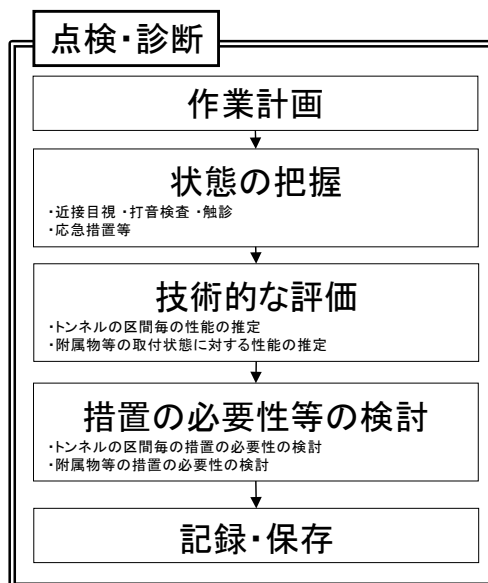 点検・診断
作業計画
状態の把握
・近接目視 ・打音検査 ・触診
・応急措置等
技術的な評価
・トンネルの区間毎の性能の推定
・附属物等の取付状態に対する性能の推定
措置の必要性等の検討
・トンネルの区間毎の措置の必要性の検討
・附属物等の措置の必要性の検討
記録・保存